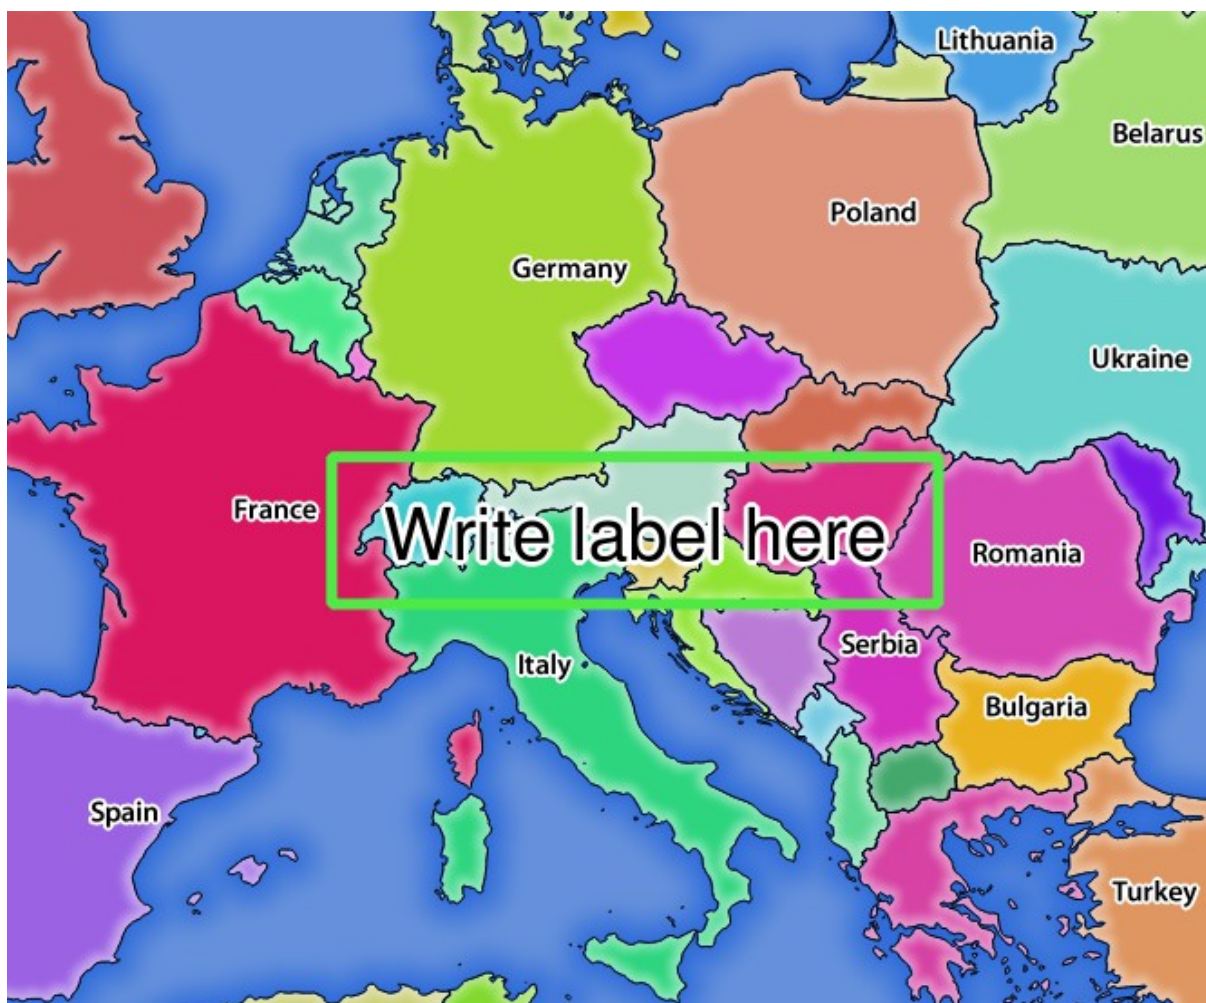 Lithuania
Belarus
Poland
Germany
Ukraine
France
Write label here
Romania
Serbia
Italy
Bulgaria
Spain
Turkey